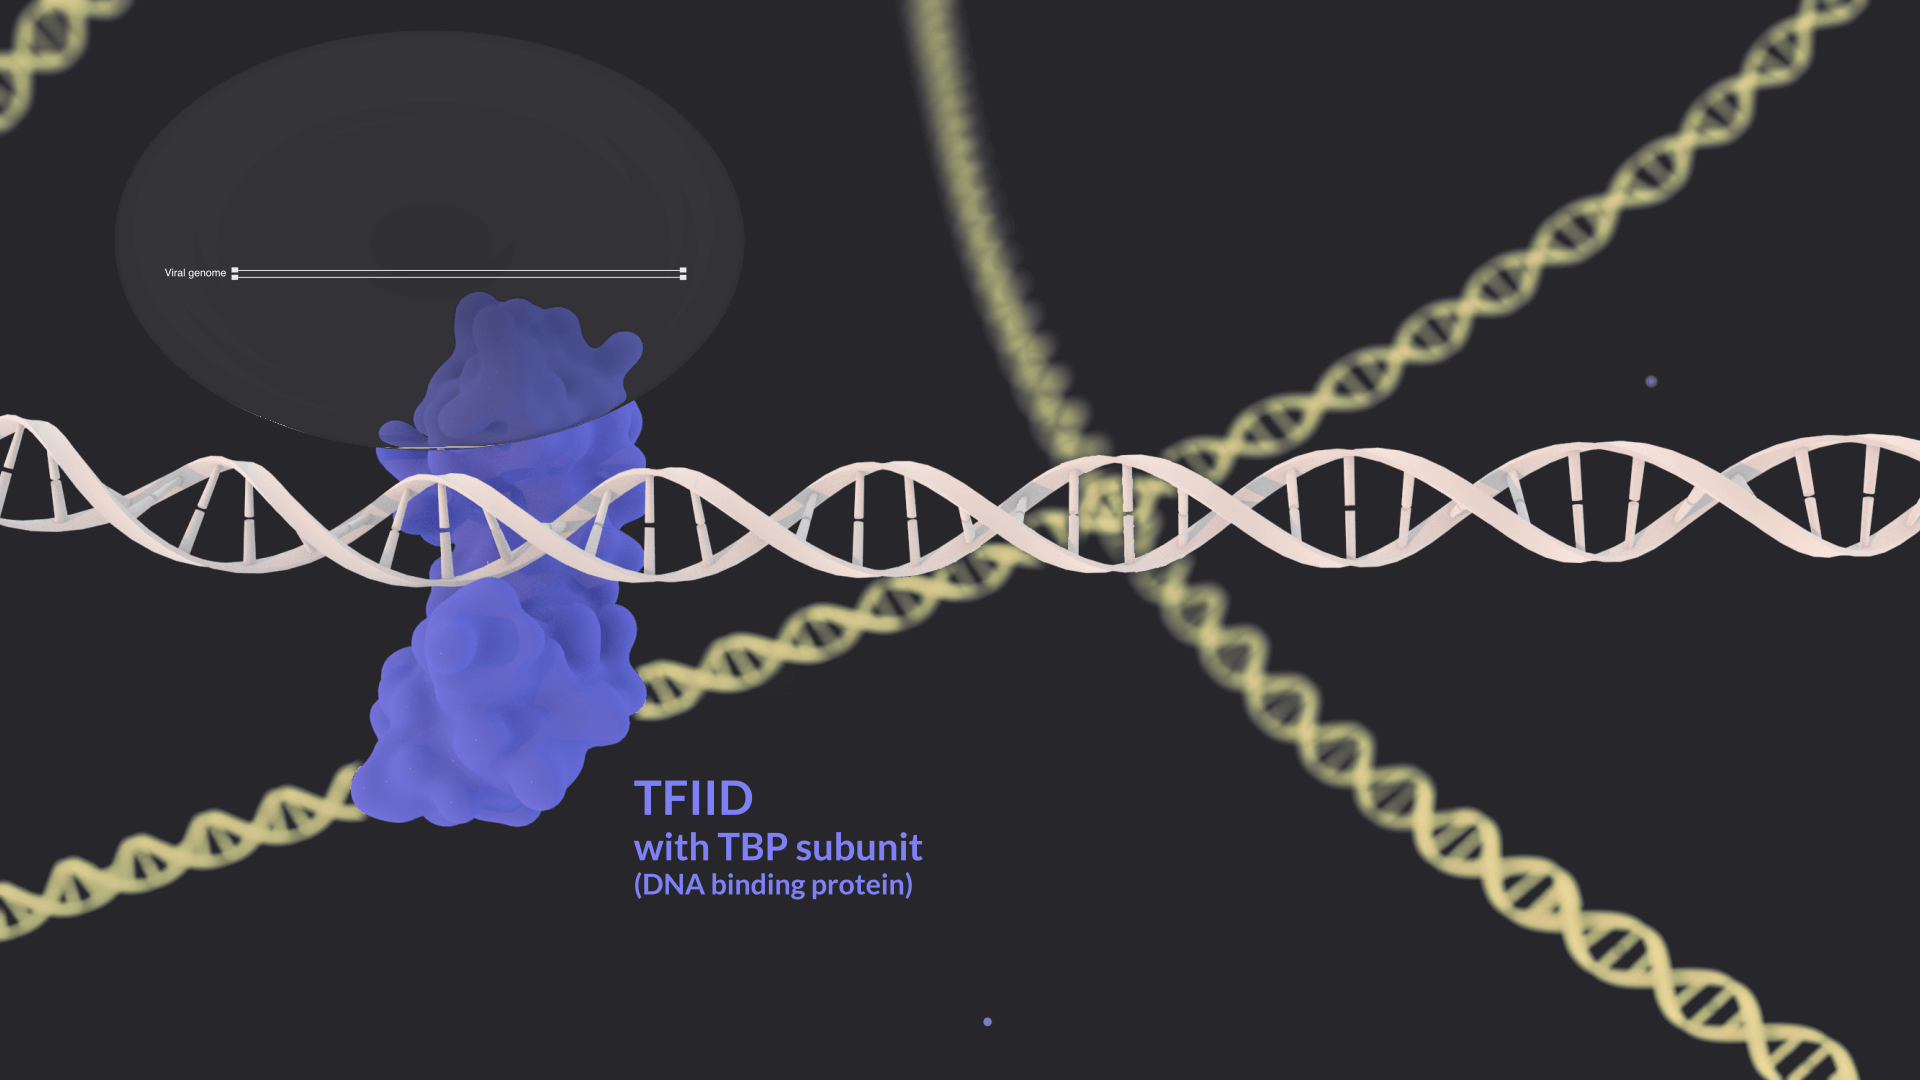 Viral genome
TFIID
with TBP subunit
(DNA binding protein)